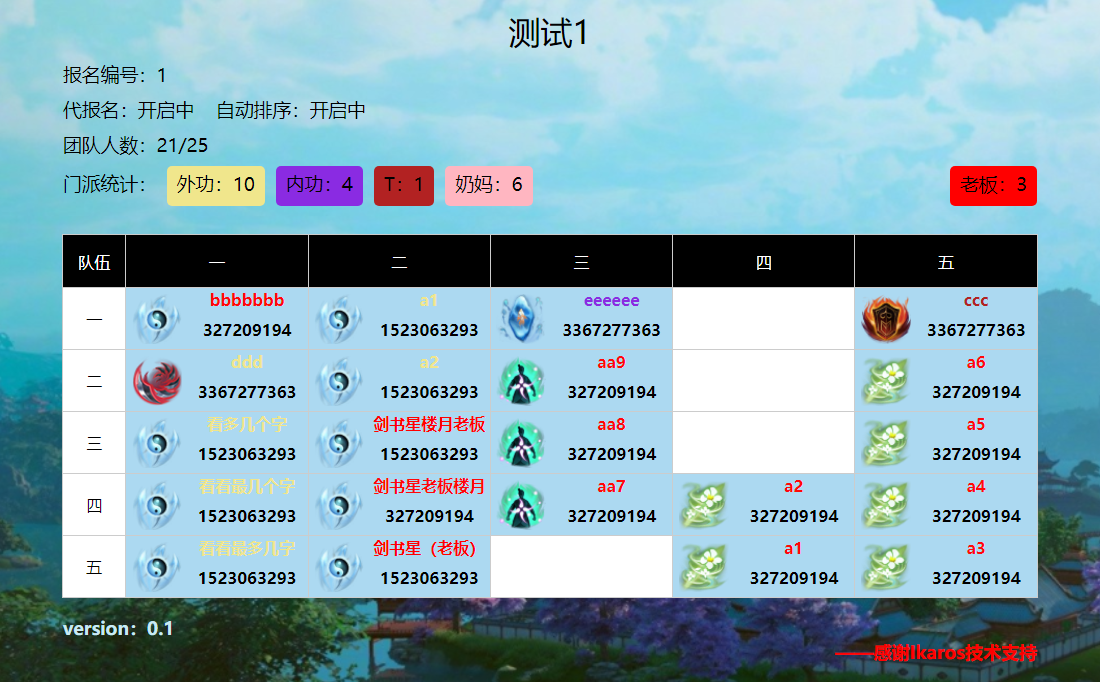 测试1
报名编号：1
代报名：开启中 自动排序：开启中
团队人数：21/25
门派统计： 外功：10 内功：4 T：1 奶妈：6 老板：3
队伍 一 二 三 四 五
一 bbbbbbb a1 eeeeee ccc
327209194 1523063293 3367277363 3367277363
二 ddd a2 aa9 a6
3367277363 1523063293 327209194 327209194
三 看多几个字 剑书星楼月老板 aa8 a5
1523063293 1523063293 327209194 327209194
四 看看最几个字 剑书星老板楼月 aa7 a2 a4
1523063293 327209194 327209194 327209194 327209194
五 看看最多几字 剑书星（老板） a1 a3
1523063293 1523063293 327209194 327209194
version：0.1
——感谢Ikaros技术支持